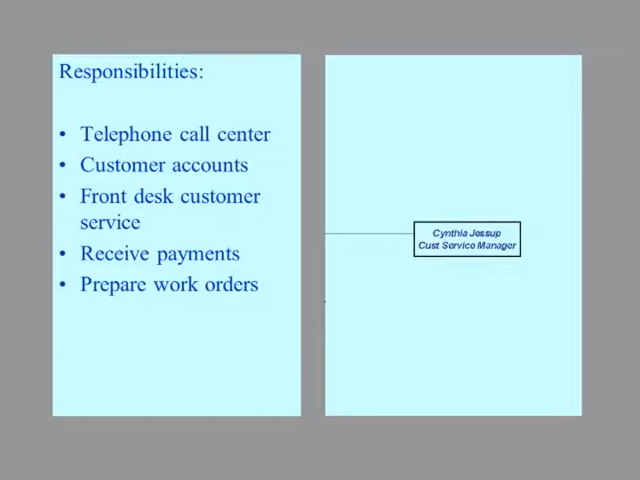 Responsibilities:
• Telephone call center
• Customer accounts
• Front desk customer
service
• Receive payments
• Prepare work orders
Cynthia Jessup
Cust Service Manager